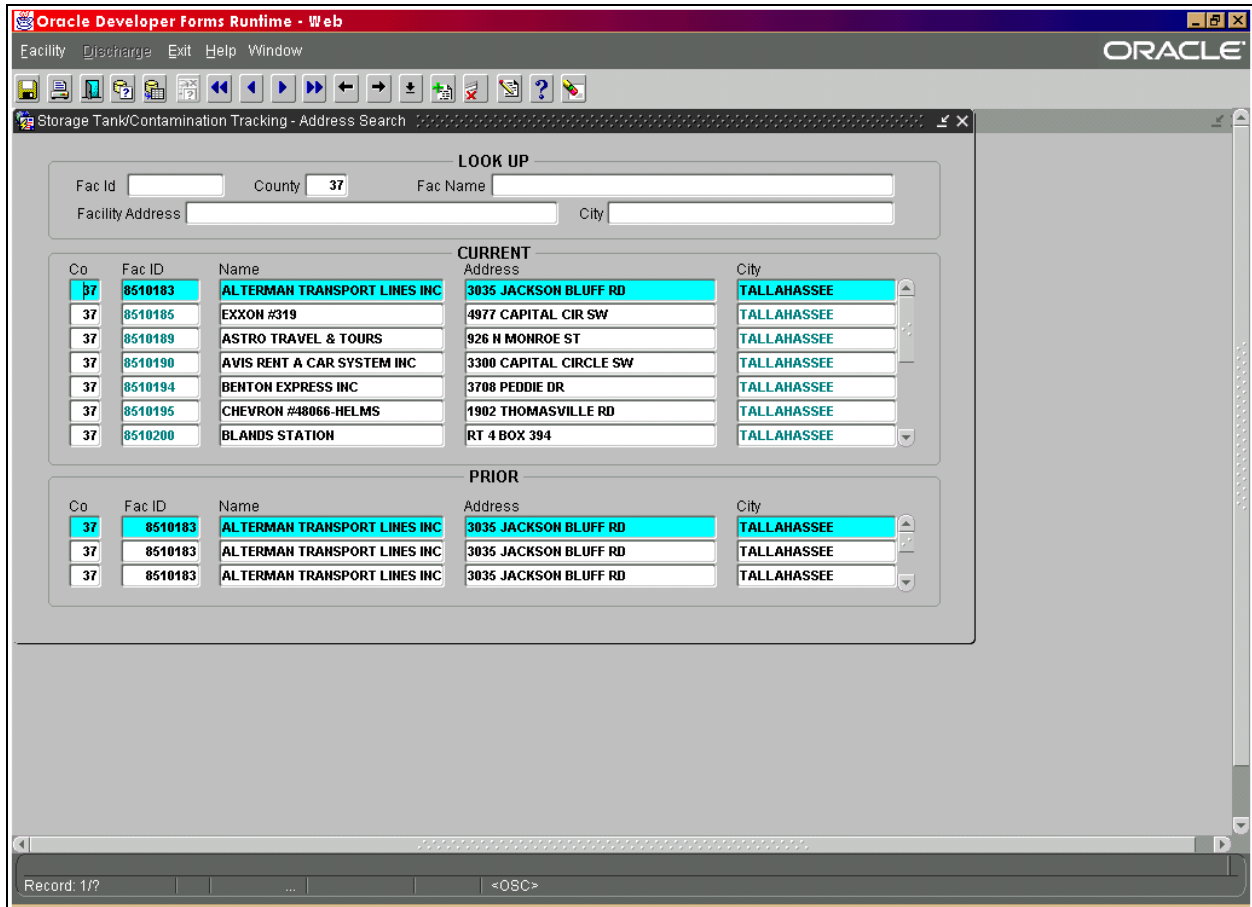 Oracle Developer Forms Runtime - Web
Facility Discharge Exit Help Window ORACLE
Storage Tank/Contamination Tracking - Address Search
LOOK UP
Fac Id County 37 Fac Name
Facility Address City
CURRENT
Co Fac ID Name Address City
37 8510183 ALTERMAN TRANSPORT LINES INC 3035 JACKSON BLUFF RD TALLAHASSEE
37 8510185 EXXON #319 4977 CAPITAL CIR SW TALLAHASSEE
37 8510189 ASTRO TRAVEL & TOURS 926 N MONROE ST TALLAHASSEE
37 8510190 AVIS RENT A CAR SYSTEM INC 3300 CAPITAL CIRCLE SW TALLAHASSEE
37 8510194 BENTON EXPRESS INC 3708 PEDDIE DR TALLAHASSEE
37 8510195 CHEVRON #48066-HELMS 1902 THOMASVILLE RD TALLAHASSEE
37 8510200 BLANDS STATION RT 4 BOX 394 TALLAHASSEE
PRIOR
Co Fac ID Name Address City
37 8510183 ALTERMAN TRANSPORT LINES INC 3035 JACKSON BLUFF RD TALLAHASSEE
37 8510183 ALTERMAN TRANSPORT LINES INC 3035 JACKSON BLUFF RD TALLAHASSEE
37 8510183 ALTERMAN TRANSPORT LINES INC 3035 JACKSON BLUFF RD TALLAHASSEE
Record: 1/? ... <OSC>